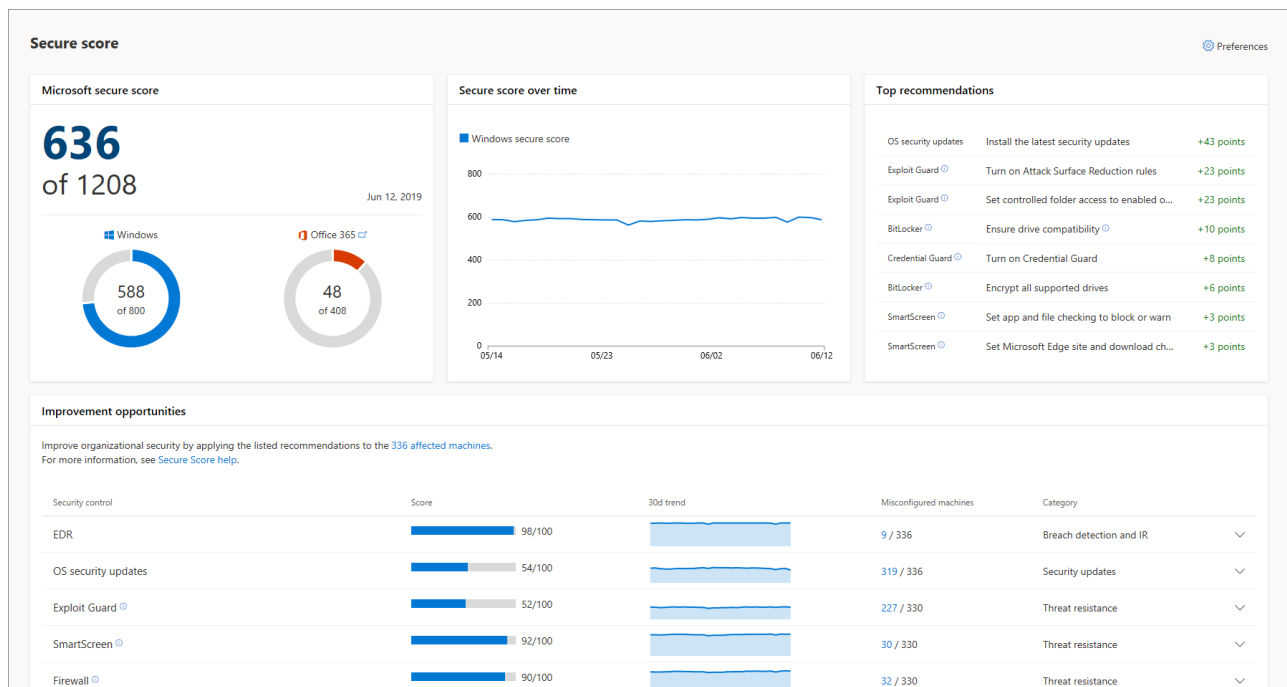 Secure score
Preferences
Microsoft secure score
636
of 1208
Jun 12, 2019
Windows
588
of 800
Office 365
48
of 408
Secure score over time
Windows secure score
800
600
400
200
0
05/14 05/23 06/02 06/12
Top recommendations
OS security updates Install the latest security updates +43 points
Exploit Guard Turn on Attack Surface Reduction rules +23 points
Exploit Guard Set controlled folder access to enabled o... +23 points
BitLocker Ensure drive compatibility +10 points
Credential Guard Turn on Credential Guard +8 points
BitLocker Encrypt all supported drives +6 points
SmartScreen Set app and file checking to block or warn +3 points
SmartScreen Set Microsoft Edge site and download ch... +3 points
Improvement opportunities
Improve organizational security by applying the listed recommendations to the 336 affected machines.
For more information, see Secure Score help.
Security control Score 30d trend Misconfigured machines Category
EDR 98/100 9 / 336 Breach detection and IR
OS security updates 54/100 319 / 336 Security updates
Exploit Guard 52/100 227 / 330 Threat resistance
SmartScreen 92/100 30 / 330 Threat resistance
Firewall 90/100 32 / 330 Threat resistance